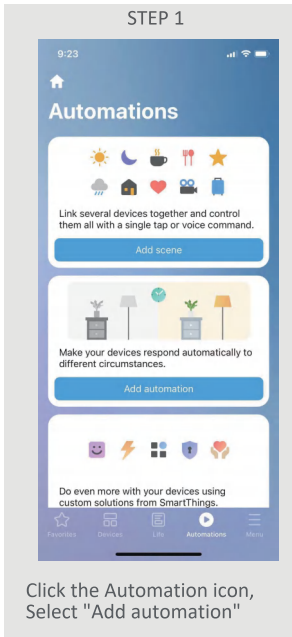 STEP 1
9:23
Automations
Link several devices together and control
them all with a single tap or voice command.
Add scene
Make your devices respond automatically to
different circumstances.
Add automation
Do even more with your devices using
custom solutions from SmartThings.
Favorites Devices Life Automations Menu
Click the Automation icon,
Select "Add automation"